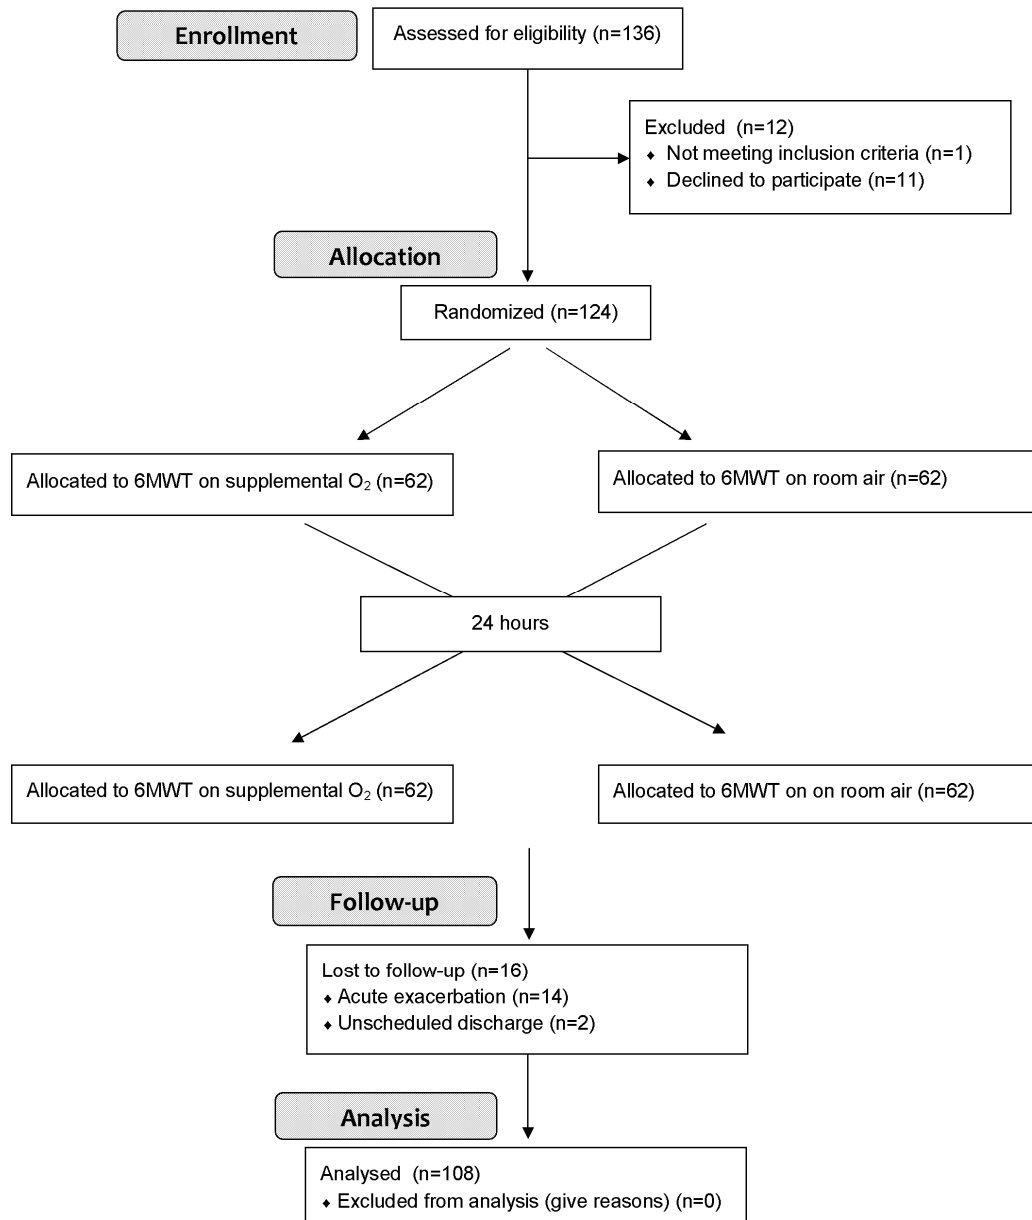 Enrollment
Assessed for eligibility (n=136)
Excluded (n=12)
♦ Not meeting inclusion criteria (n=1)
♦ Declined to participate (n=11)
Allocation
Randomized (n=124)
Allocated to 6MWT on supplemental O₂ (n=62)
Allocated to 6MWT on room air (n=62)
24 hours
Allocated to 6MWT on supplemental O₂ (n=62)
Allocated to 6MWT on on room air (n=62)
Follow-up
Lost to follow-up (n=16)
♦ Acute exacerbation (n=14)
♦ Unscheduled discharge (n=2)
Analysis
Analysed (n=108)
♦ Excluded from analysis (give reasons) (n=0)